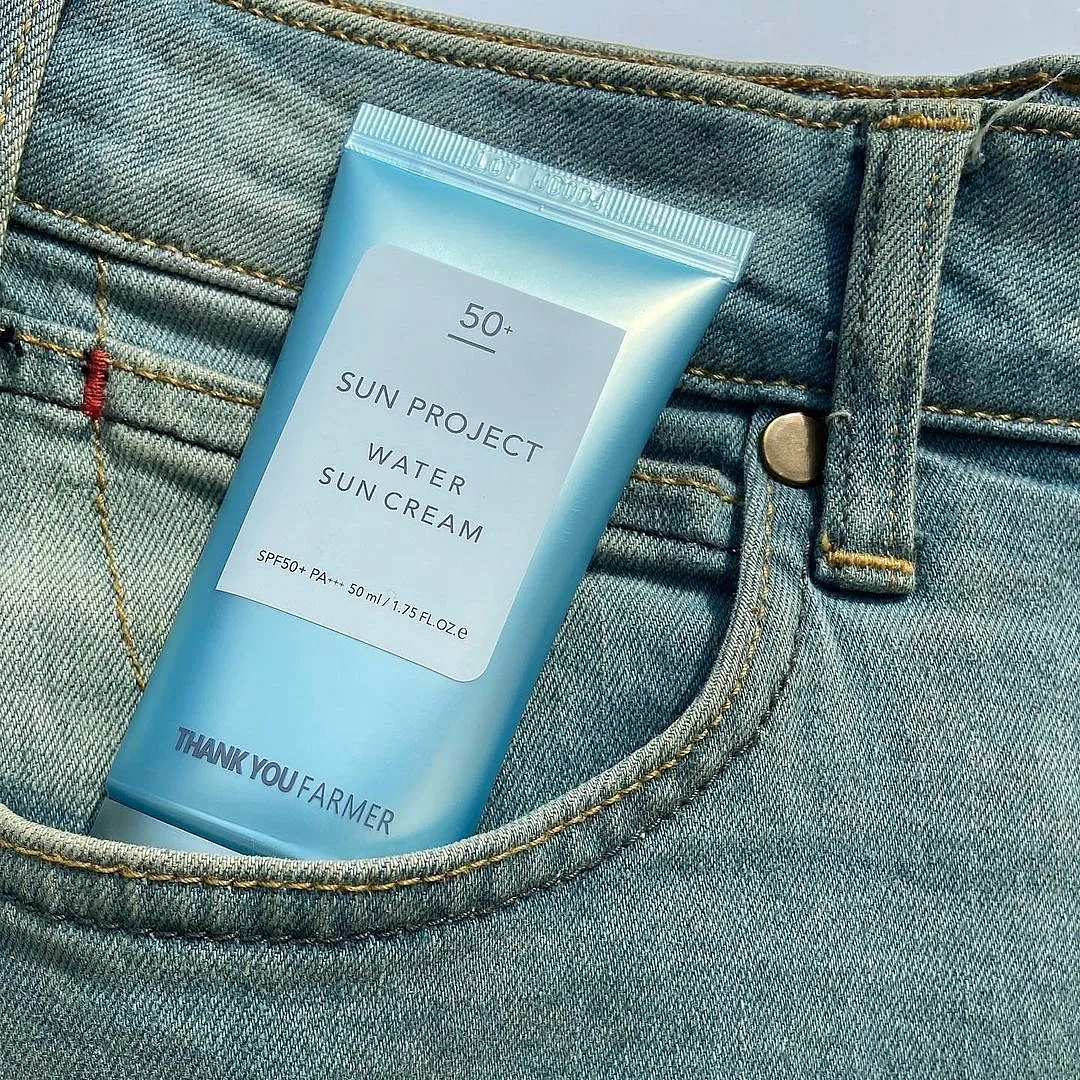 50+
SUN PROJECT
WATER
SUN CREAM
SPF50+ PA+++ 50 ml / 1.75 FL.OZ.e
THANK YOU FARMER